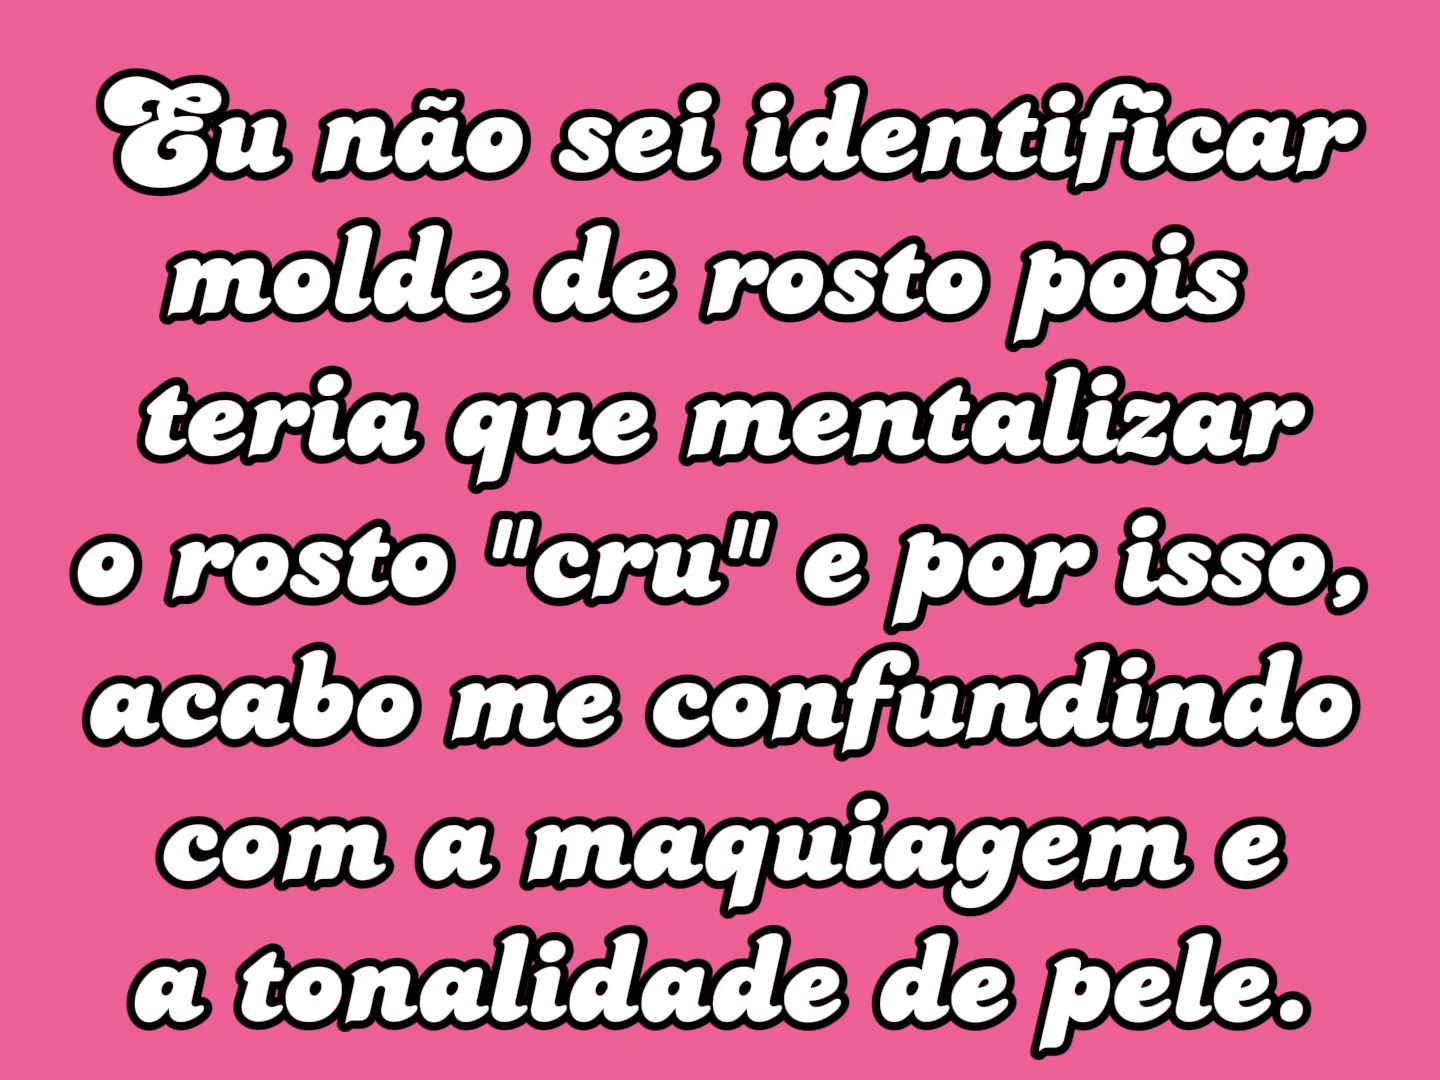 Eu não sei identificar
molde de rosto pois
teria que mentalizar
o rosto "cru" e por isso,
acabo me confundindo
com a maquiagem e
a tonalidade de pele.